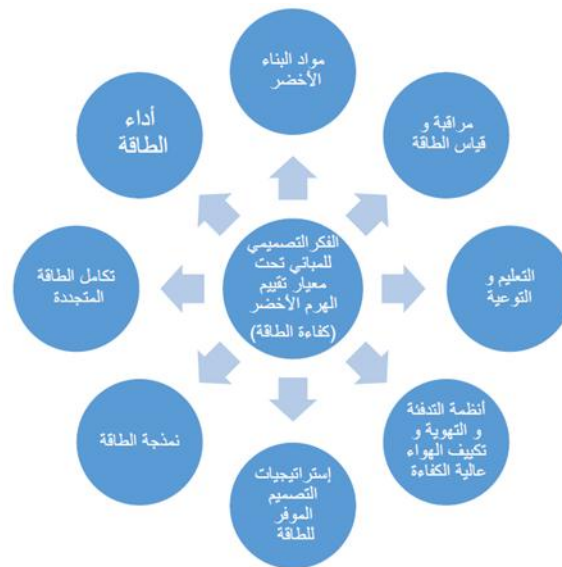 مواد البناء
الأخضر
مراقبة و
قياس الطاقة
التعليم و
التوعية
أنظمة التدفئة
و التهوية و
تكييف الهواء
عالية الكفاءة
إستراتيجيات
التصميم
الموفر
للطاقة
نمذجة الطاقة
تكامل الطاقة
المتجددة
أداء
الطاقة
الفكر التصميمي
للمباني تحت
معيار تقييم
الهرم الأخضر
(كفاءة الطاقة)